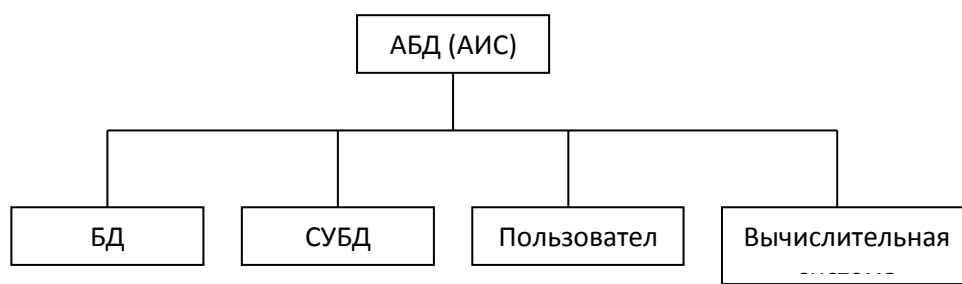 АБД (АИС)
БД
СУБД
Пользовател
Вычислительная